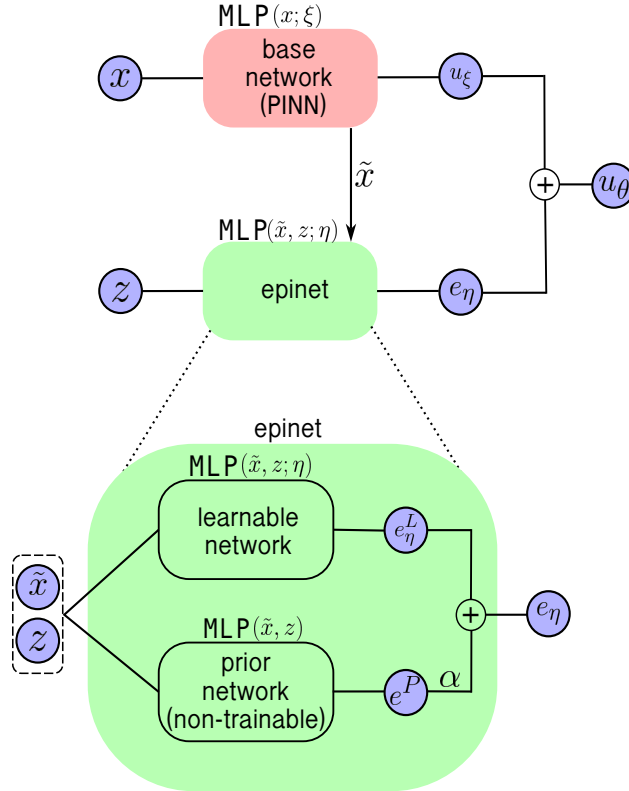 MLP(x; ξ)
base
network
(PINN)
x
u_ξ
x̃
+
u_θ
MLP(x̃, z; η)
z
epinet
e_η
epinet
MLP(x̃, z; η)
learnable
network
e_η^L
x̃
z
+
e_η
MLP(x̃, z)
prior
network
(non-trainable)
e^P
α